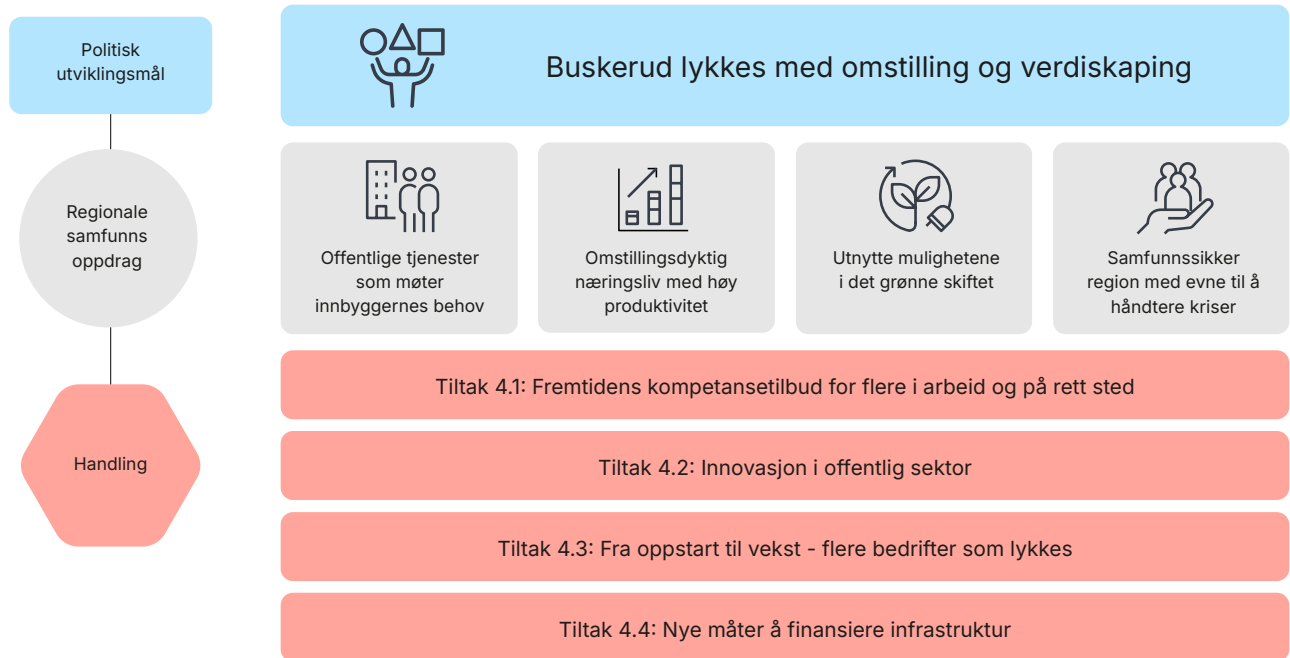 Politisk
utviklingsmål
Buskerud lykkes med omstilling og verdiskaping
Regionale
samfunns
oppdrag
Offentlige tjenester
som møter
innbyggernes behov
Omstillingsdyktig
næringsliv med høy
produktivitet
Utnytte mulighetene
i det grønne skiftet
Samfunnssikker
region med evne til å
håndtere kriser
Handling
Tiltak 4.1: Fremtidens kompetansetilbud for flere i arbeid og på rett sted
Tiltak 4.2: Innovasjon i offentlig sektor
Tiltak 4.3: Fra oppstart til vekst - flere bedrifter som lykkes
Tiltak 4.4: Nye måter å finansiere infrastruktur